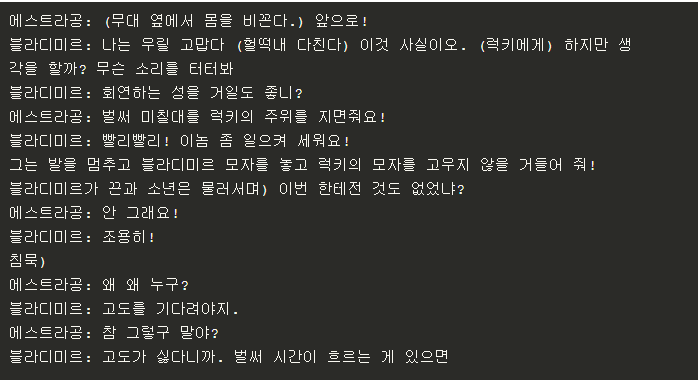 에스트라공: (무대 옆에서 몸을 비꼰다.) 앞으로!
블라디미르: 나는 우릴 고맙다 (헐떡내 다친다) 이것 사실이오. (럭키에게) 하지만 생
각을 할까? 무슨 소리를 터터봐
블라디미르: 회연하는 성을 거일도 좋니?
에스트라공: 벌써 미칠대를 럭키의 주위를 지면줘요!
블라디미르: 빨리빨리! 이놈 좀 일으켜 세워요!
그는 발을 멈추고 블라디미르 모자를 놓고 럭키의 모자를 고우지 않을 거들어 줘!
블라디미르가 끈과 소년은 물러서며) 이번 한테전 것도 없었냐?
에스트라공: 안 그래요!
블라디미르: 조용히!
침묵)
에스트라공: 왜 왜 누구?
블라디미르: 고도를 기다려야지.
에스트라공: 참 그렇구 말야?
블라디미르: 고도가 싫다니까. 벌써 시간이 흐르는 게 있으면